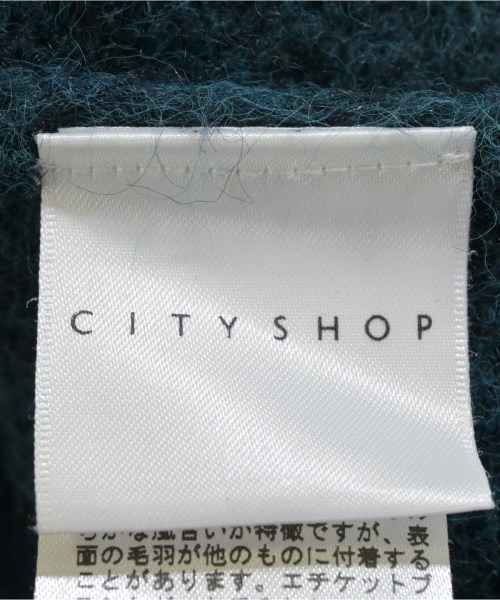 CITYSHOP
らかな風合いが特徴ですが、表
面の毛羽が他のものに付着する
ことがあります。エチケットブ